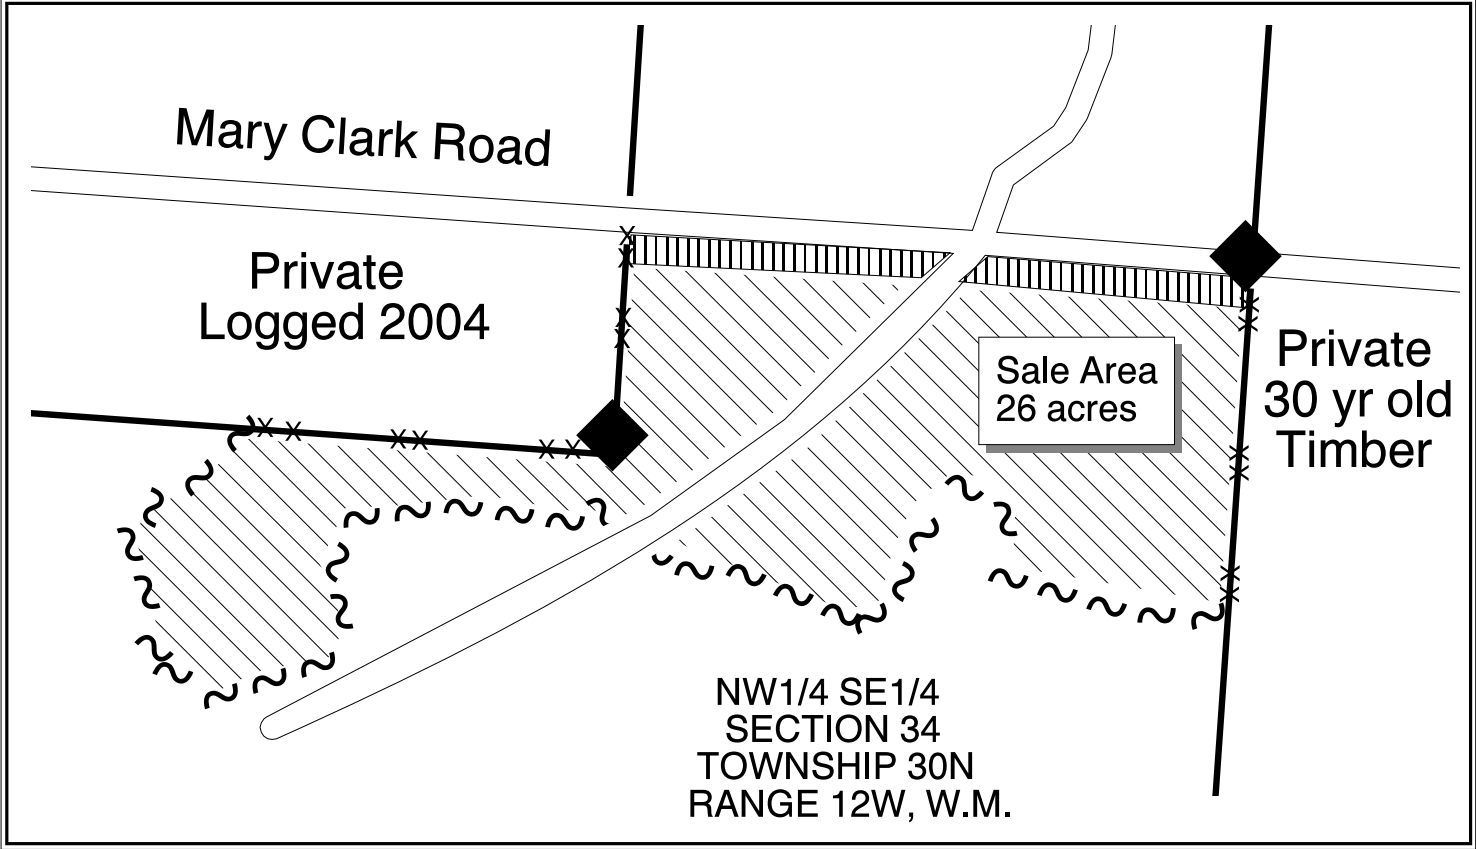 Mary Clark Road
Private
Logged 2004
Sale Area
26 acres
Private
30 yr old
Timber
NW1/4 SE1/4
SECTION 34
TOWNSHIP 30N
RANGE 12W, W.M.